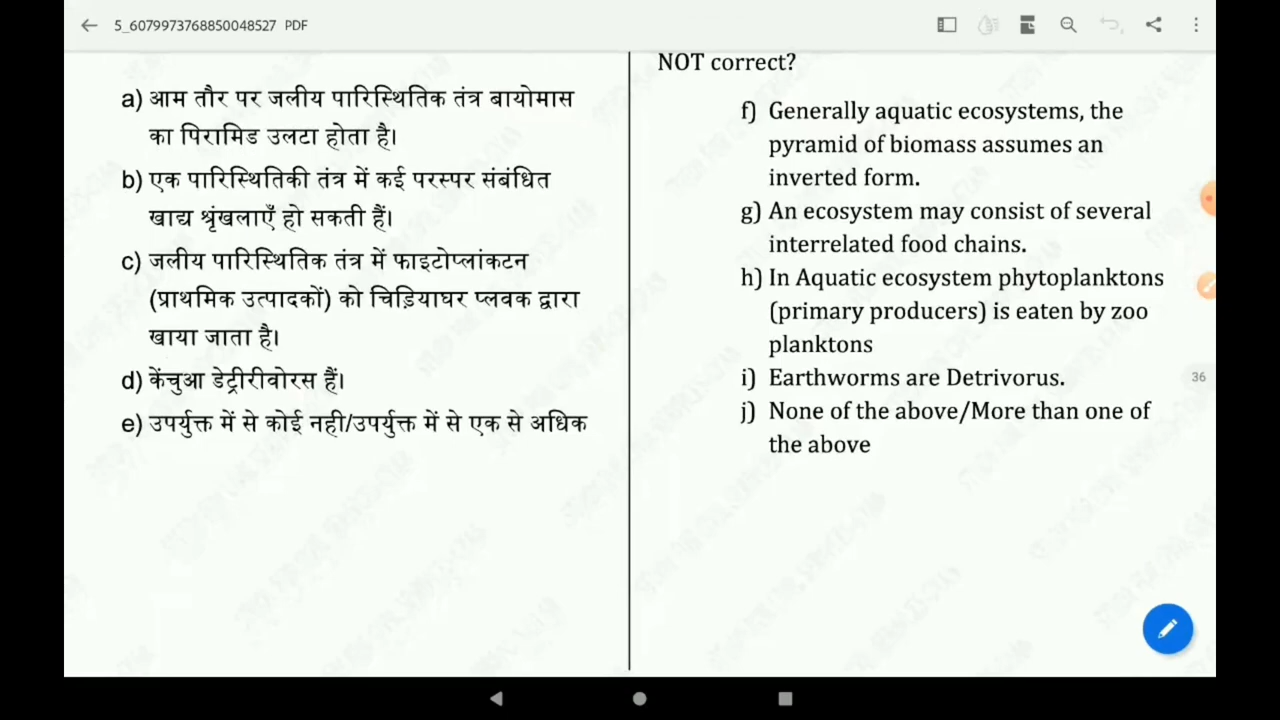 5_6079973768850048527 PDF
a) आम तौर पर जलीय पारिस्थितिक तंत्र बायोमास
का पिरामिड उलटा होता है।
b) एक पारिस्थितिकी तंत्र में कई परस्पर संबंधित
खाद्य श्रृंखलाएँ हो सकती हैं।
c) जलीय पारिस्थितिक तंत्र में फाइटोप्लांकटन
(प्राथमिक उत्पादकों) को चिड़ियाघर प्लवक द्वारा
खाया जाता है।
d) केंचुआ डेट्रीरीवोरस हैं।
e) उपर्युक्त में से कोई नही/उपर्युक्त में से एक से अधिक
NOT correct?
f) Generally aquatic ecosystems, the
pyramid of biomass assumes an
inverted form.
g) An ecosystem may consist of several
interrelated food chains.
h) In Aquatic ecosystem phytoplanktons
(primary producers) is eaten by zoo
planktons
i) Earthworms are Detrivorus.
j) None of the above/More than one of
the above
36